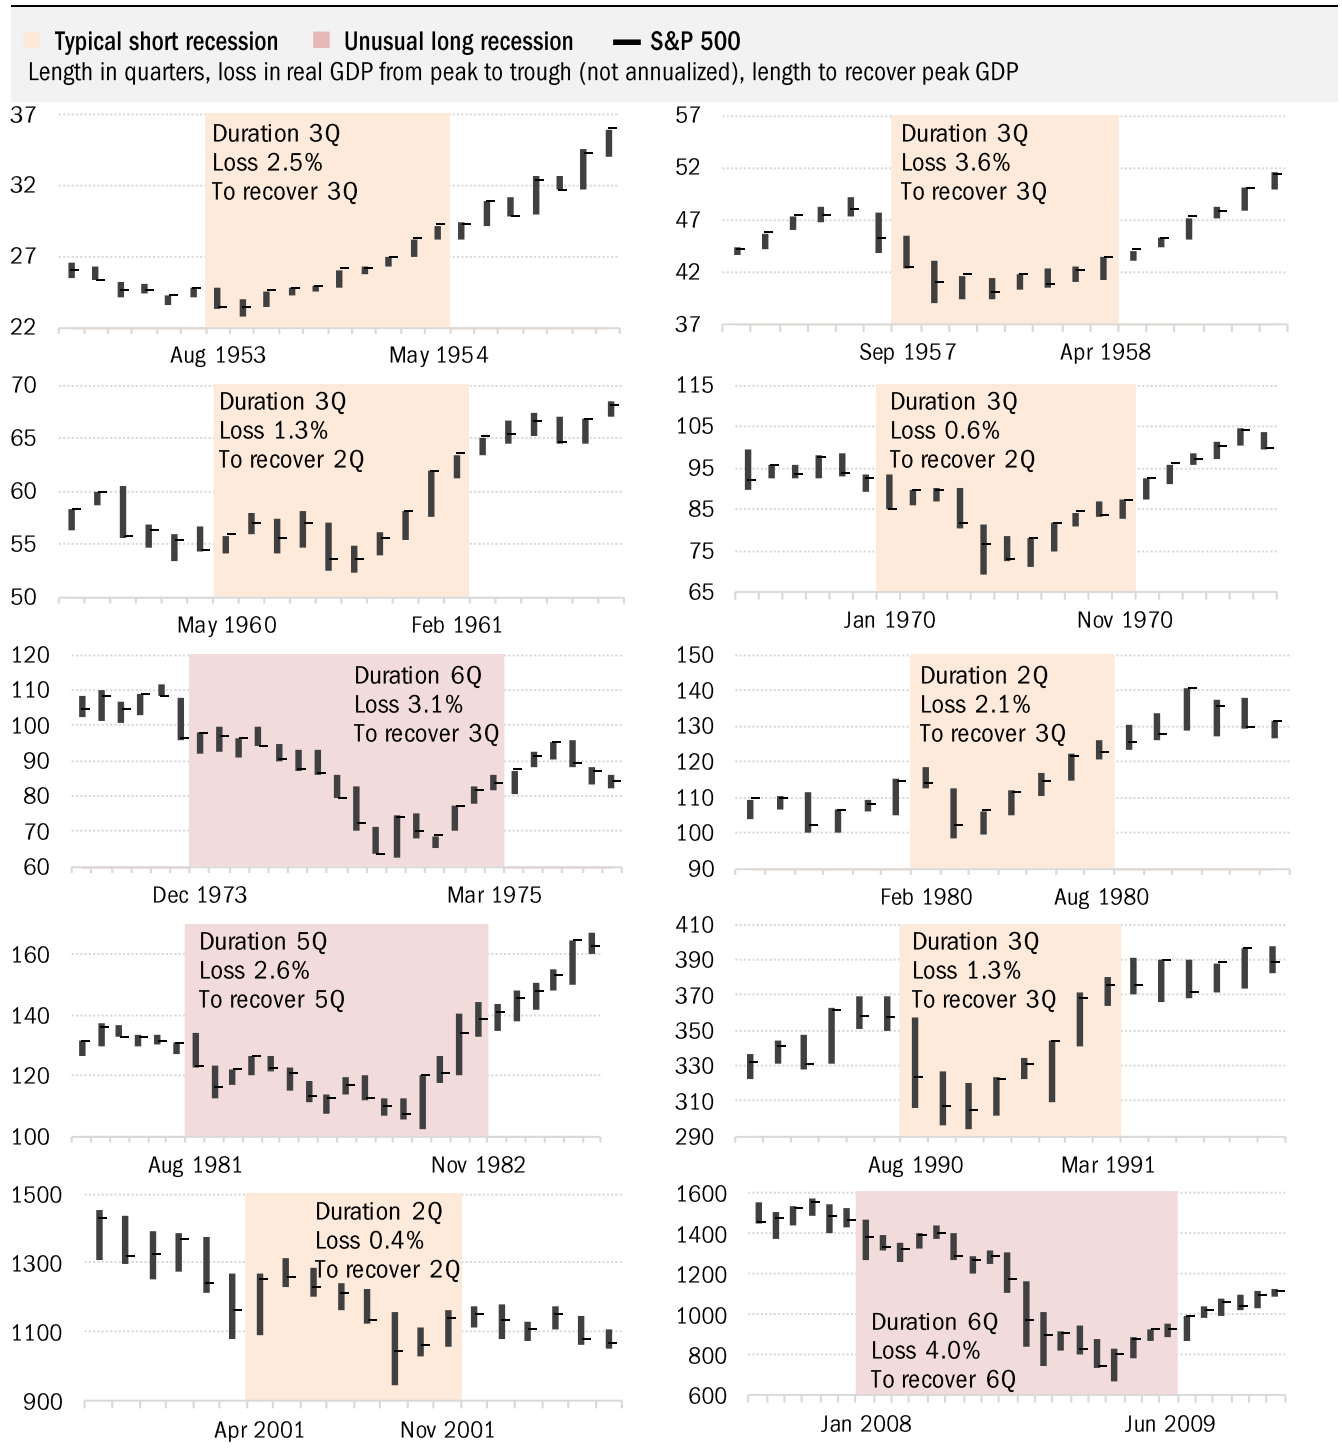 Typical short recession Unusual long recession S&P 500
Length in quarters, loss in real GDP from peak to trough (not annualized), length to recover peak GDP
37
32
27
22
Duration 3Q
Loss 2.5%
To recover 3Q
Aug 1953 May 1954
57
52
47
42
37
Duration 3Q
Loss 3.6%
To recover 3Q
Sep 1957 Apr 1958
70
65
60
55
50
Duration 3Q
Loss 1.3%
To recover 2Q
May 1960 Feb 1961
115
105
95
85
75
65
Duration 3Q
Loss 0.6%
To recover 2Q
Jan 1970 Nov 1970
120
110
100
90
80
70
60
Duration 6Q
Loss 3.1%
To recover 3Q
Dec 1973 Mar 1975
150
140
130
120
110
100
90
Duration 2Q
Loss 2.1%
To recover 3Q
Feb 1980 Aug 1980
160
140
120
100
Duration 5Q
Loss 2.6%
To recover 5Q
Aug 1981 Nov 1982
410
390
370
350
330
310
290
Duration 3Q
Loss 1.3%
To recover 3Q
Aug 1990 Mar 1991
1500
1300
1100
900
Duration 2Q
Loss 0.4%
To recover 2Q
Apr 2001 Nov 2001
1600
1400
1200
1000
800
600
Duration 6Q
Loss 4.0%
To recover 6Q
Jan 2008 Jun 2009